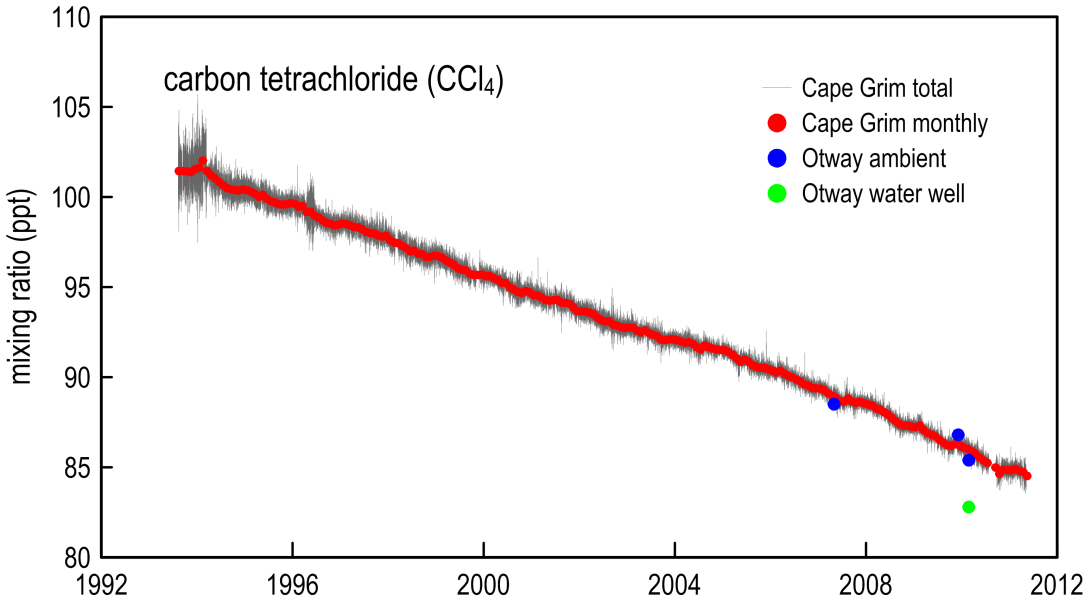 110
105
100
95
90
85
80
mixing ratio (ppt)
carbon tetrachloride (CCl₄)
Cape Grim total
Cape Grim monthly
Otway ambient
Otway water well
1992 1996 2000 2004 2008 2012